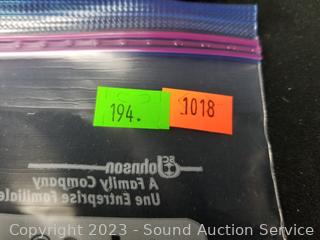 194.
1018
SC Johnson
A Family Company
Une Entreprise Familiale
Copyright 2023 - Sound Auction Service